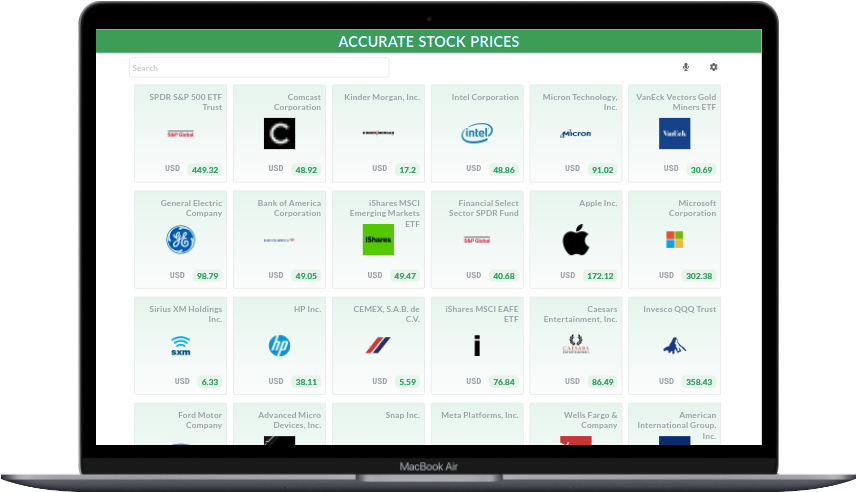 ACCURATE STOCK PRICES
Search
SPDR S&P 500 ETF
Trust
S&P Global
USD 449.32
Comcast
Corporation
C
USD 48.92
Kinder Morgan, Inc.
KINDER MORGAN
USD 17.2
Intel Corporation
intel
USD 48.86
Micron Technology,
Inc.
Micron
USD 91.02
VanEck Vectors Gold
Miners ETF
VanEck
USD 30.69
General Electric
Company
GE
USD 98.79
Bank of America
Corporation
USD 49.05
iShares MSCI
Emerging Markets
ETF
iShares
USD 49.47
Financial Select
Sector SPDR Fund
S&P Global
USD 40.68
Apple Inc.
USD 172.12
Microsoft
Corporation
USD 302.38
Sirius XM Holdings
Inc.
sxm
USD 6.33
HP Inc.
hp
USD 38.11
CEMEX, S.A.B. de
C.V.
USD 5.59
iShares MSCI EAFE
ETF
i
USD 76.84
Caesars
Entertainment, Inc.
CAESARS
USD 86.49
Invesco QQQ Trust
USD 358.43
Ford Motor
Company
Advanced Micro
Devices, Inc.
Snap Inc.
Meta Platforms, Inc.
Wells Fargo &
Company
American
International Group,
Inc.
MacBook Air